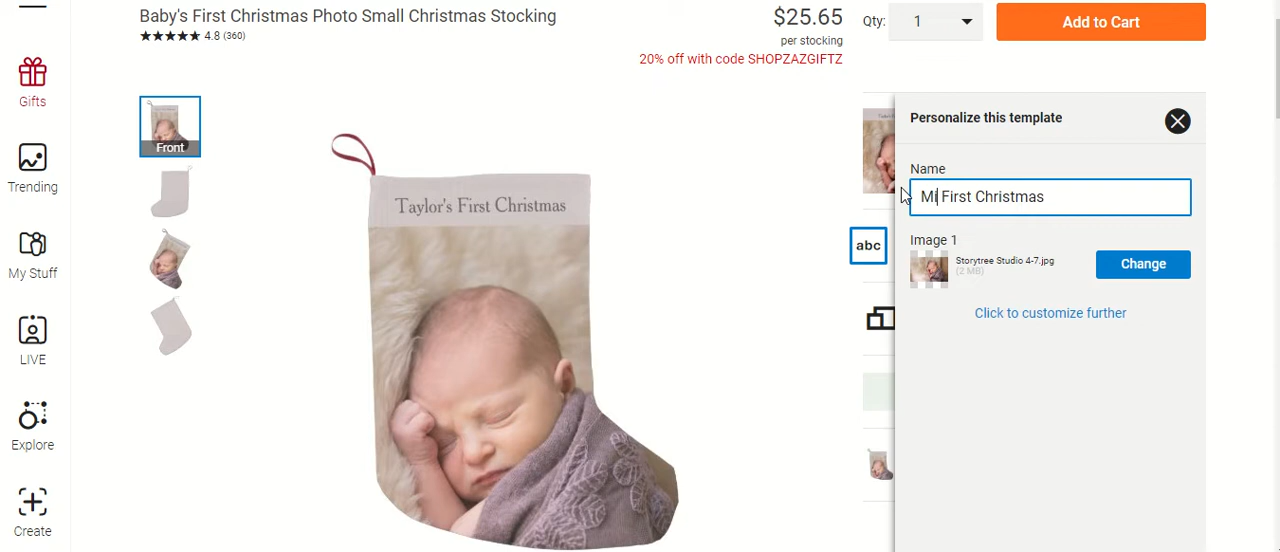 Baby's First Christmas Photo Small Christmas Stocking
4.8 (360)
$25.65
per stocking
20% off with code SHOPZAZGIFTZ
Qty: 1
Add to Cart
Gifts
Trending
My Stuff
LIVE
Explore
Create
Front
Taylor's First Christmas
Personalize this template
Name
Mi First Christmas
abc
Image 1
Storytree Studio 4-7.jpg
(2 MB)
Change
Click to customize further